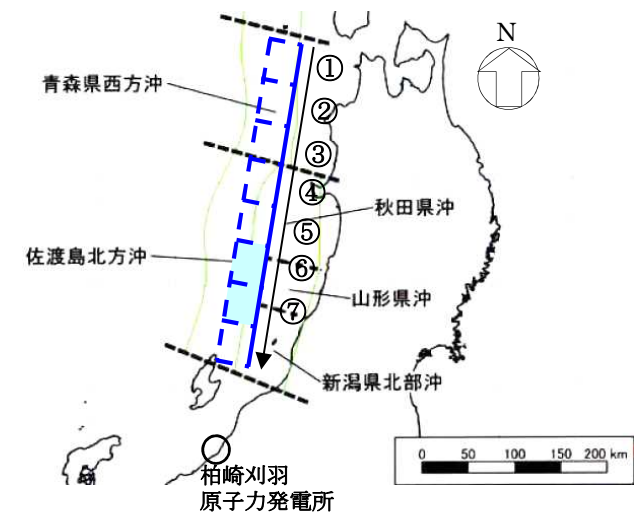 N
①
青森県西方沖
②
③
④
秋田県沖
⑤
佐渡島北方沖
⑥
山形県沖
⑦
新潟県北部沖
柏崎刈羽
原子力発電所
0 50 100 150 200 km